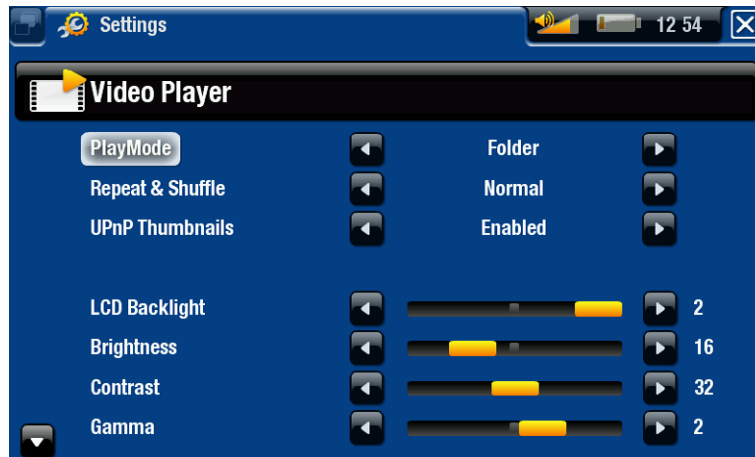 Settings 12 54
Video Player
PlayMode Folder
Repeat & Shuffle Normal
UPnP Thumbnails Enabled
LCD Backlight 2
Brightness 16
Contrast 32
Gamma 2